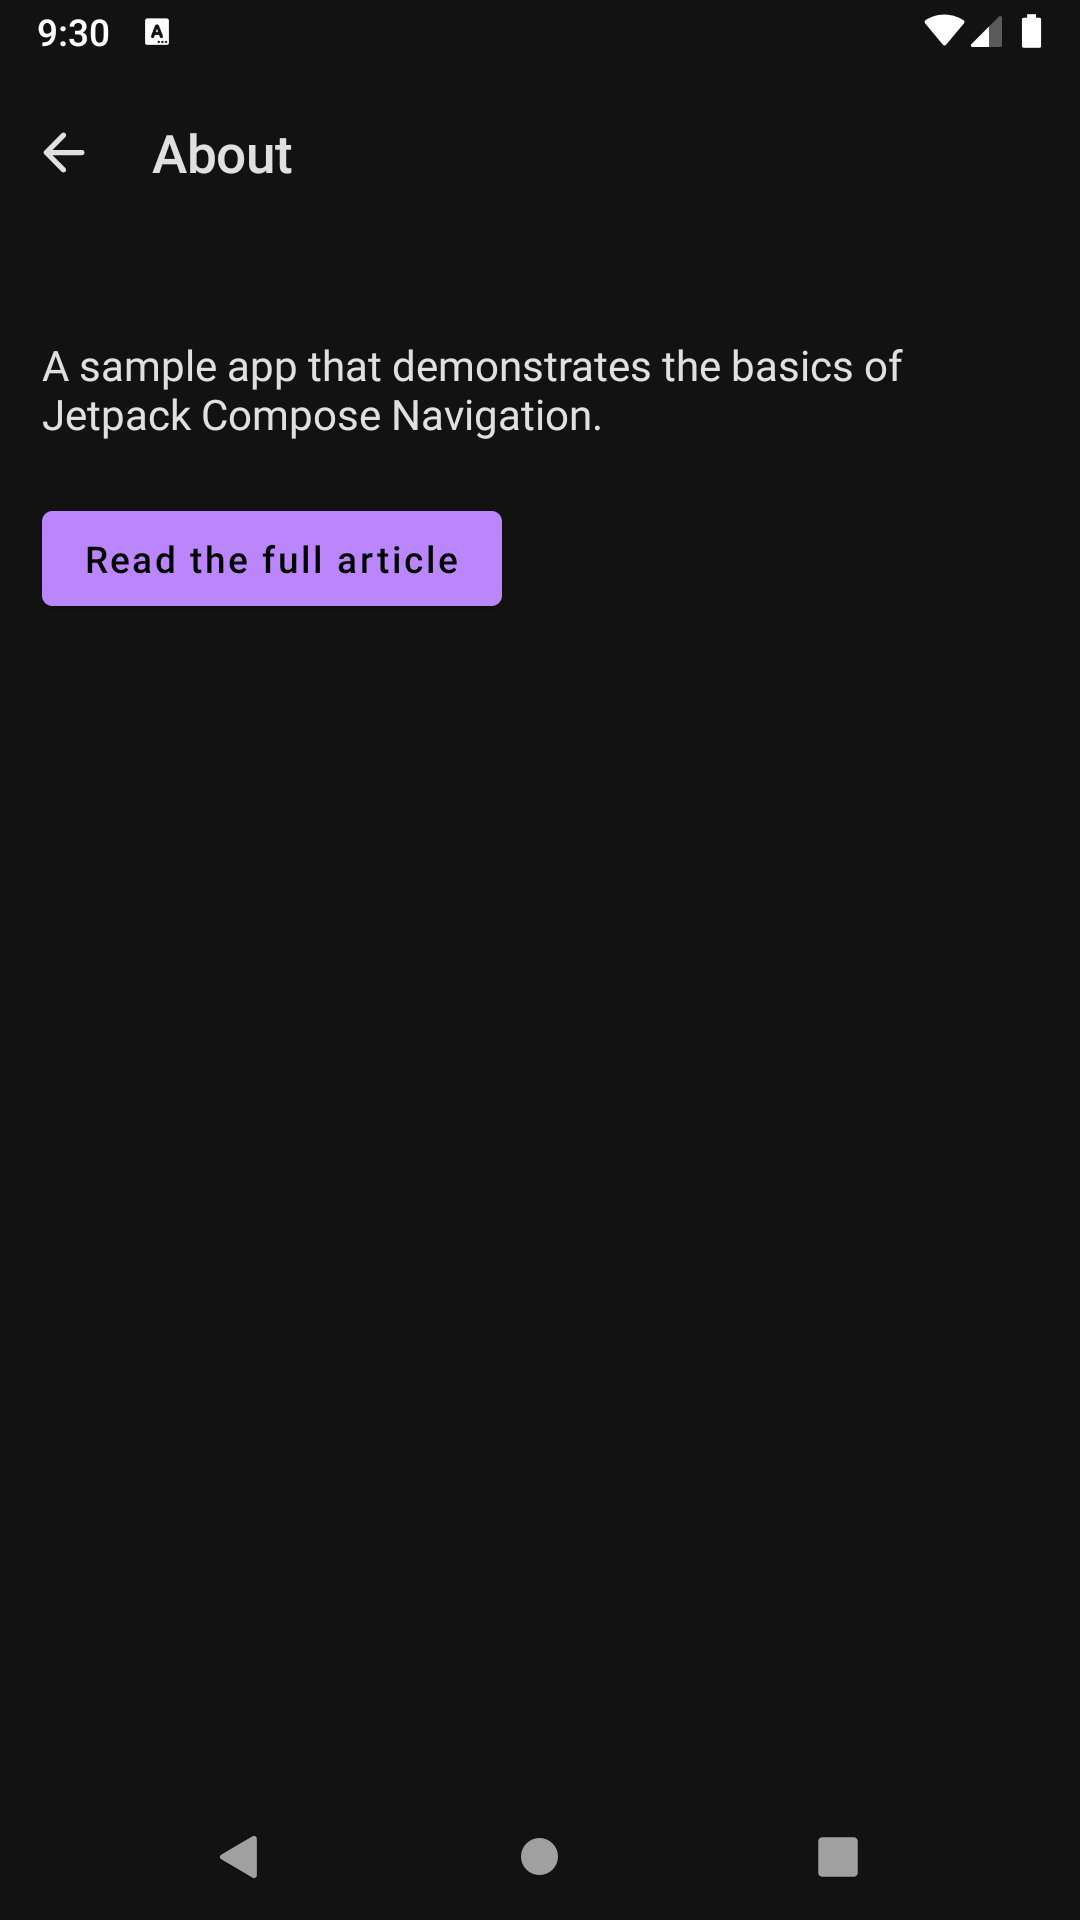 9:30
About
A sample app that demonstrates the basics of
Jetpack Compose Navigation.
Read the full article